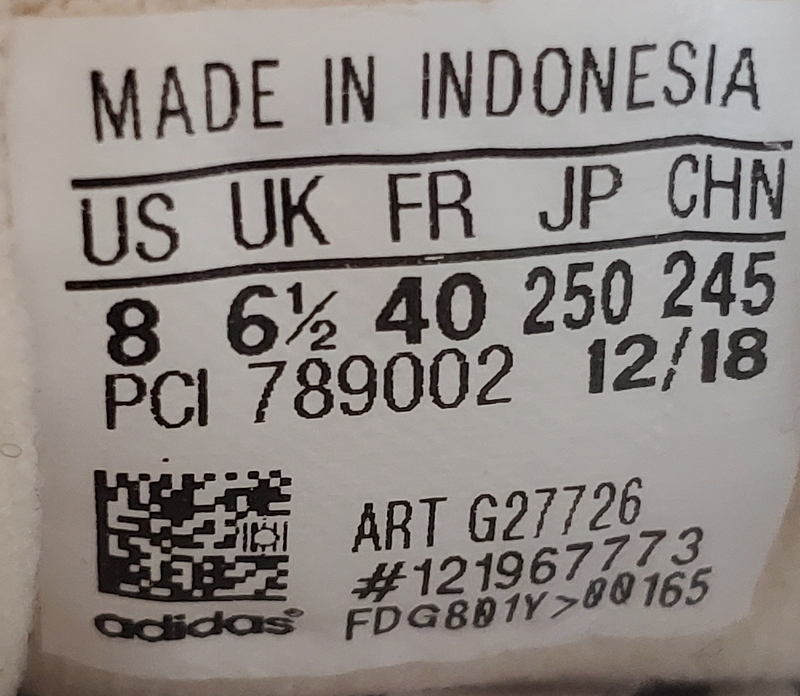 MADE IN INDONESIA
US UK FR JP CHN
8 6½ 40 250 245
PCI 789002 12/18
ART G27726
#121967773
FDG801Y>00165
adidas®